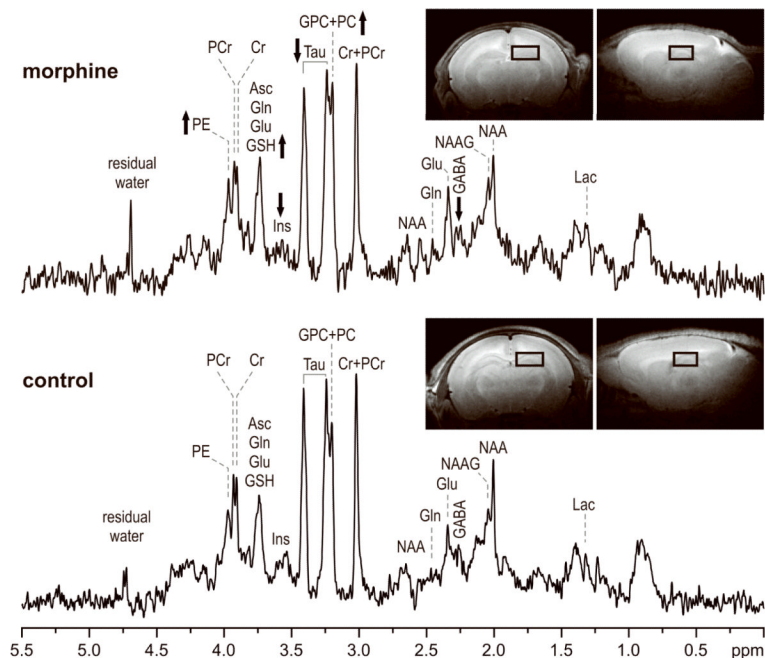 GPC+PC
PCr
Cr
Tau
Cr+PCr
morphine
Asc
Gln
Glu
GSH
PE
NAA
NAAG
residual
water
Ins
Glu
GABA
Gln
Lac
NAA
GPC+PC
PCr
Cr
Tau
Cr+PCr
control
Asc
Gln
Glu
GSH
PE
NAA
NAAG
Glu
residual
water
Ins
Gln
GABA
NAA
Lac
5.5 5.0 4.5 4.0 3.5 3.0 2.5 2.0 1.5 1.0 0.5 ppm